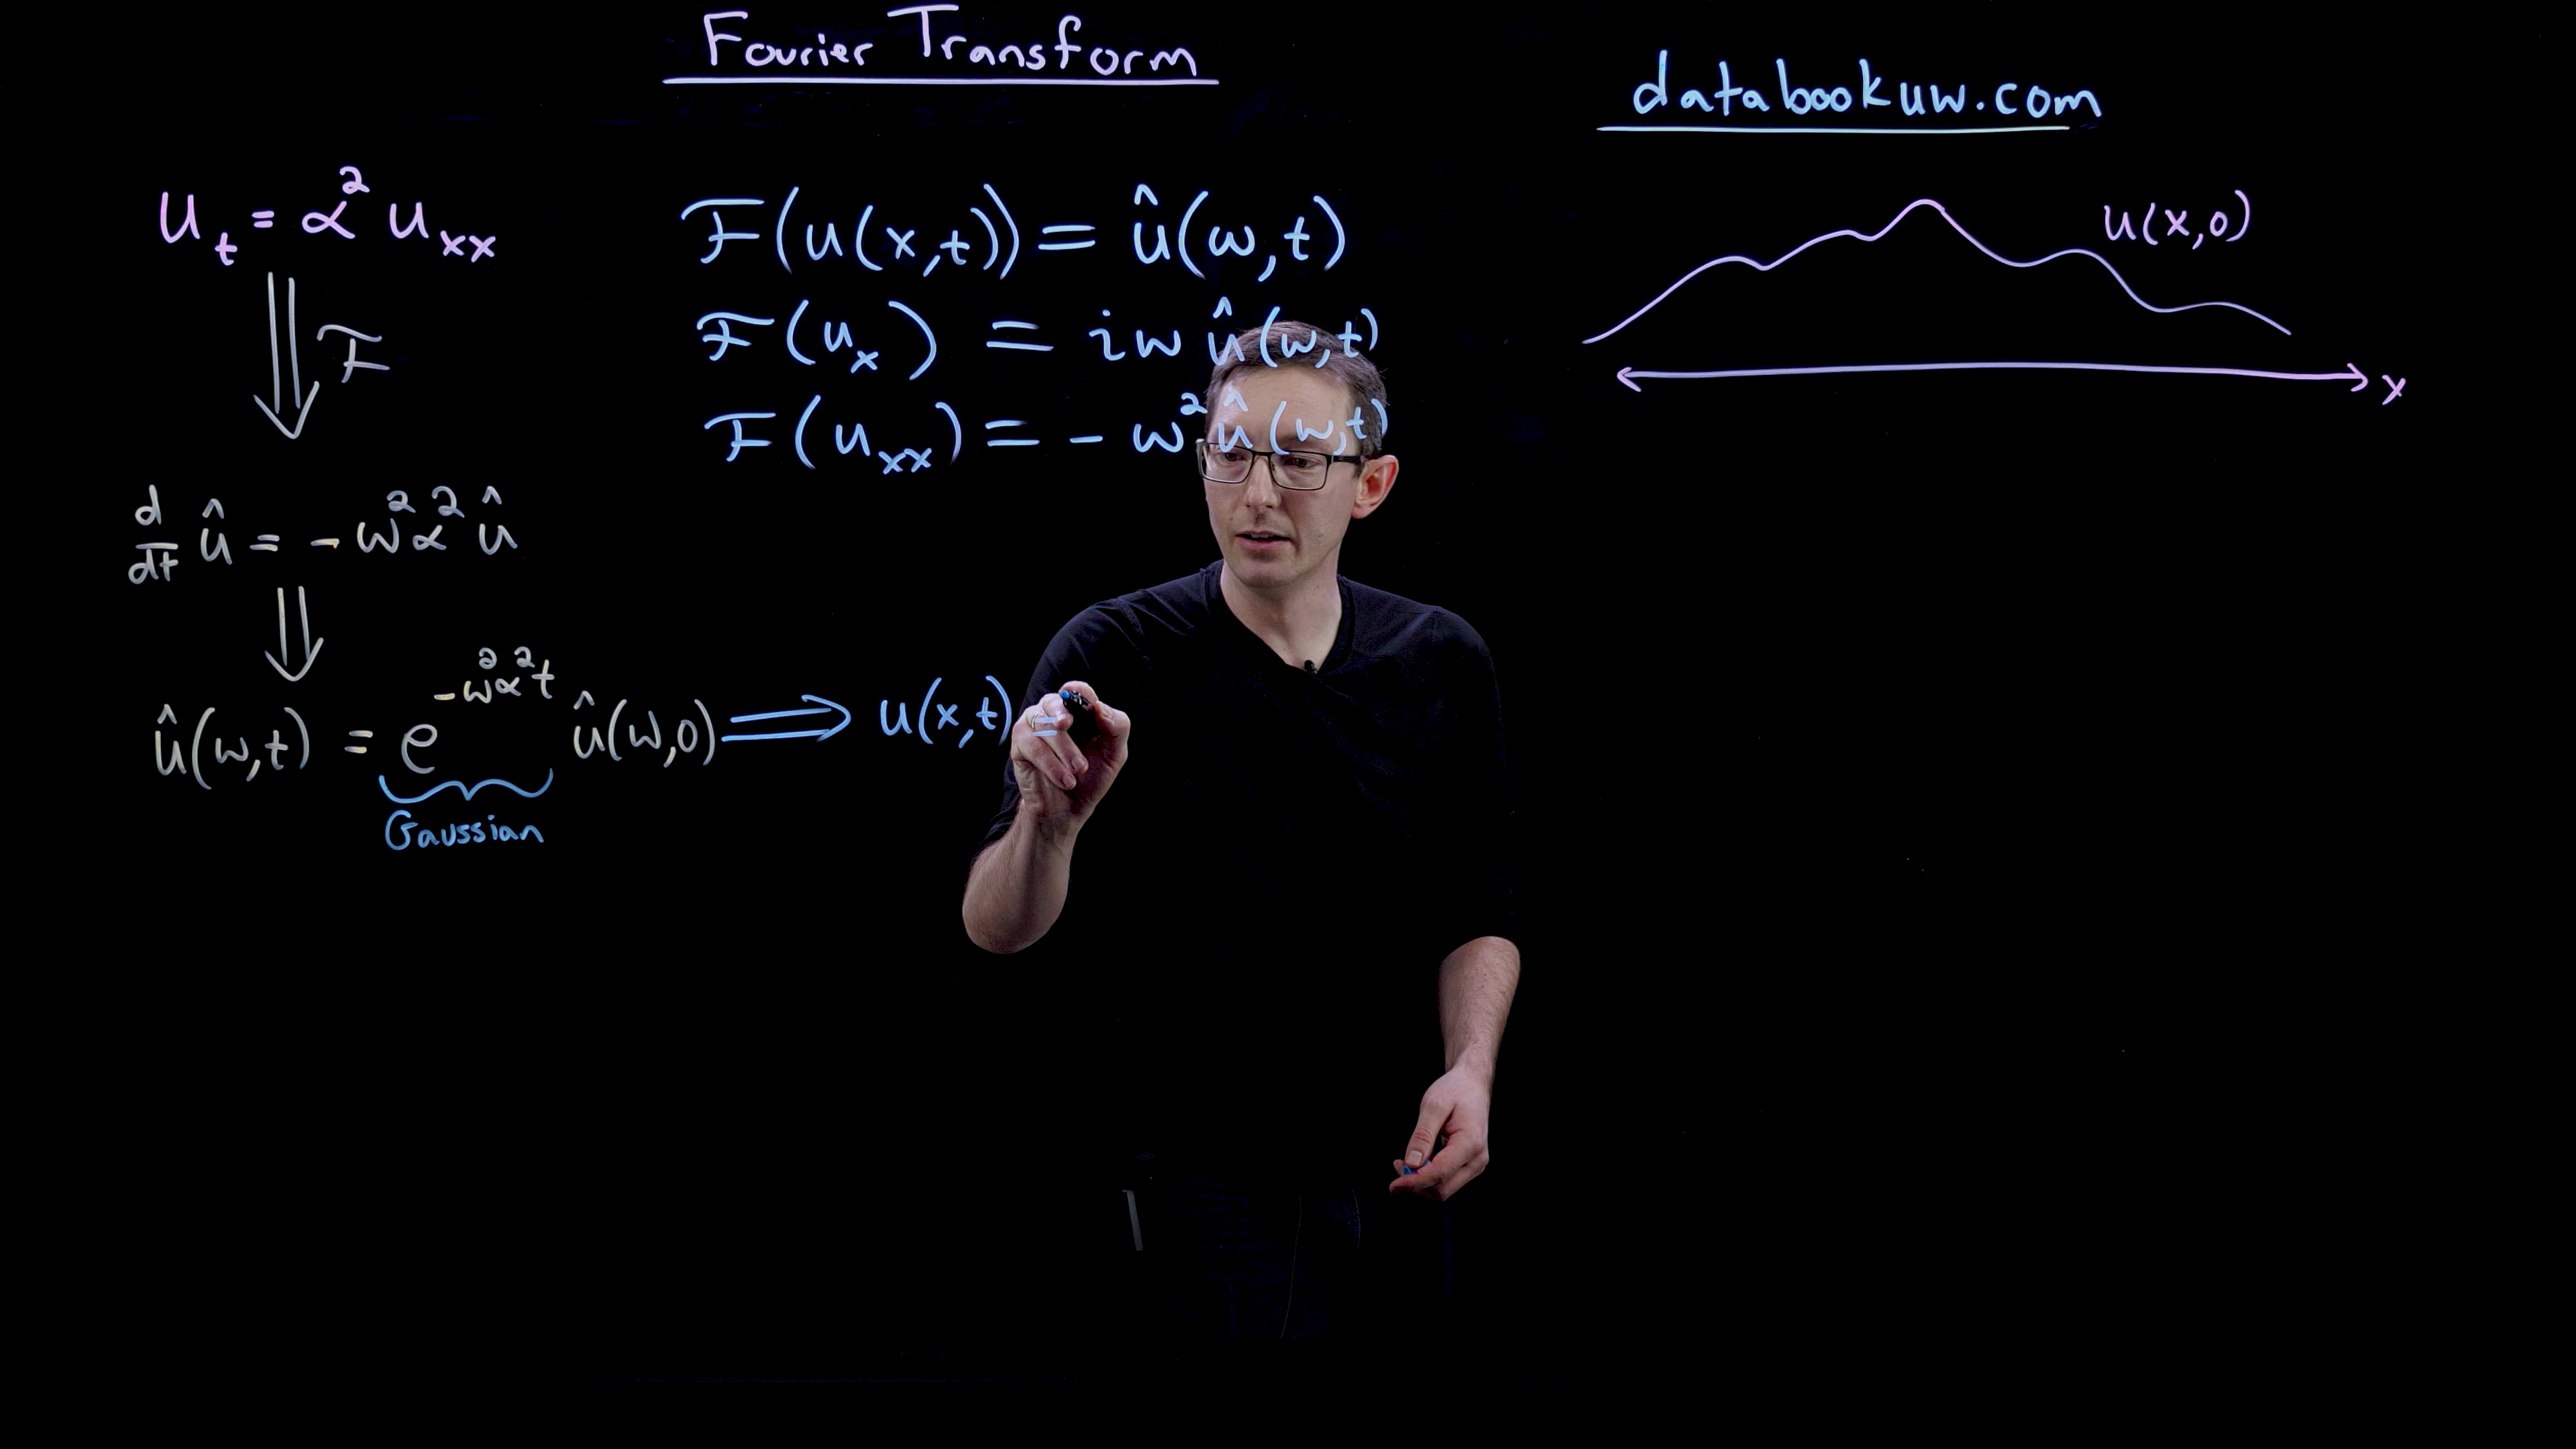 Fourier Transform
databookuw.com
u_t = α² u_xx
F
d/dt û = -ω²α² û
û(ω,t) = e^{-ω²α²t} û(ω,0) ⟹ u(x,t) =
Gaussian
F(u(x,t)) = û(ω,t)
F(u_x) = iω û(ω,t)
F(u_xx) = -ω² û(ω,t)
u(x,0)
x